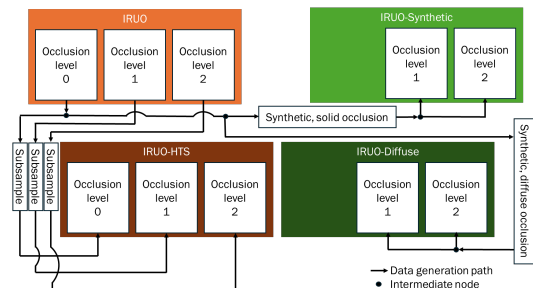 IRUO
Occlusion
level
0
Occlusion
level
1
Occlusion
level
2
IRUO-Synthetic
Occlusion
level
1
Occlusion
level
2
Synthetic, solid occlusion
Subsample
Subsample
Subsample
IRUO-HTS
Occlusion
level
0
Occlusion
level
1
Occlusion
level
2
IRUO-Diffuse
Occlusion
level
1
Occlusion
level
2
Synthetic, diffuse occlusion
Data generation path
Intermediate node